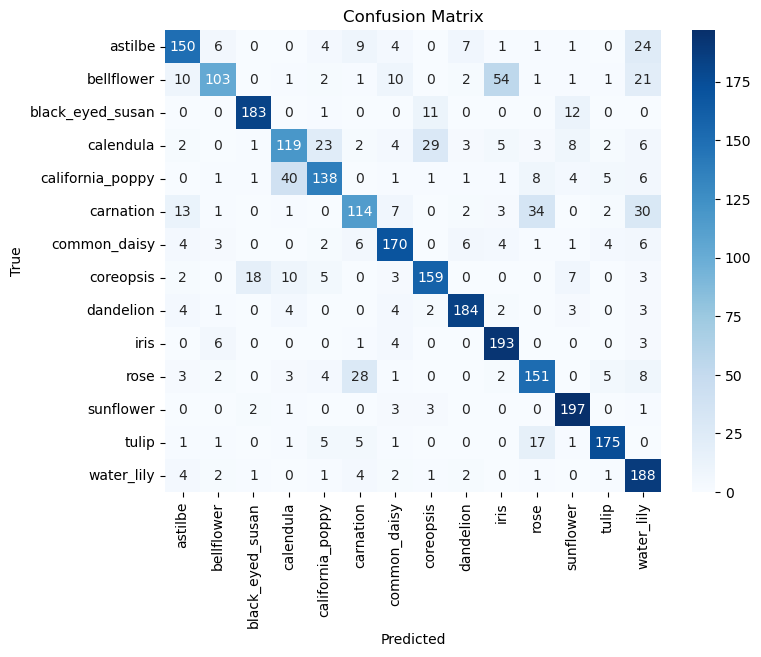 Confusion Matrix
astilbe 150 6 0 0 4 9 4 0 7 1 1 1 0 24
bellflower 10 103 0 1 2 1 10 0 2 54 1 1 1 21
black_eyed_susan 0 0 183 0 1 0 0 11 0 0 0 12 0 0
calendula 2 0 1 119 23 2 4 29 3 5 3 8 2 6
california_poppy 0 1 1 40 138 0 1 1 1 1 8 4 5 6
carnation 13 1 0 1 0 114 7 0 2 3 34 0 2 30
common_daisy 4 3 0 0 2 6 170 0 6 4 1 1 4 6
coreopsis 2 0 18 10 5 0 3 159 0 0 0 7 0 3
dandelion 4 1 0 4 0 0 4 2 184 2 0 3 0 3
iris 0 6 0 0 0 1 4 0 0 193 0 0 0 3
rose 3 2 0 3 4 28 1 0 0 2 151 0 5 8
sunflower 0 0 2 1 0 0 3 3 0 0 0 197 0 1
tulip 1 1 0 1 5 5 1 0 0 0 17 1 175 0
water_lily 4 2 1 0 1 4 2 1 2 0 1 0 1 188
True
astilbe bellflower black_eyed_susan calendula california_poppy carnation common_daisy coreopsis dandelion iris rose sunflower tulip water_lily
Predicted
175
150
125
100
75
50
25
0